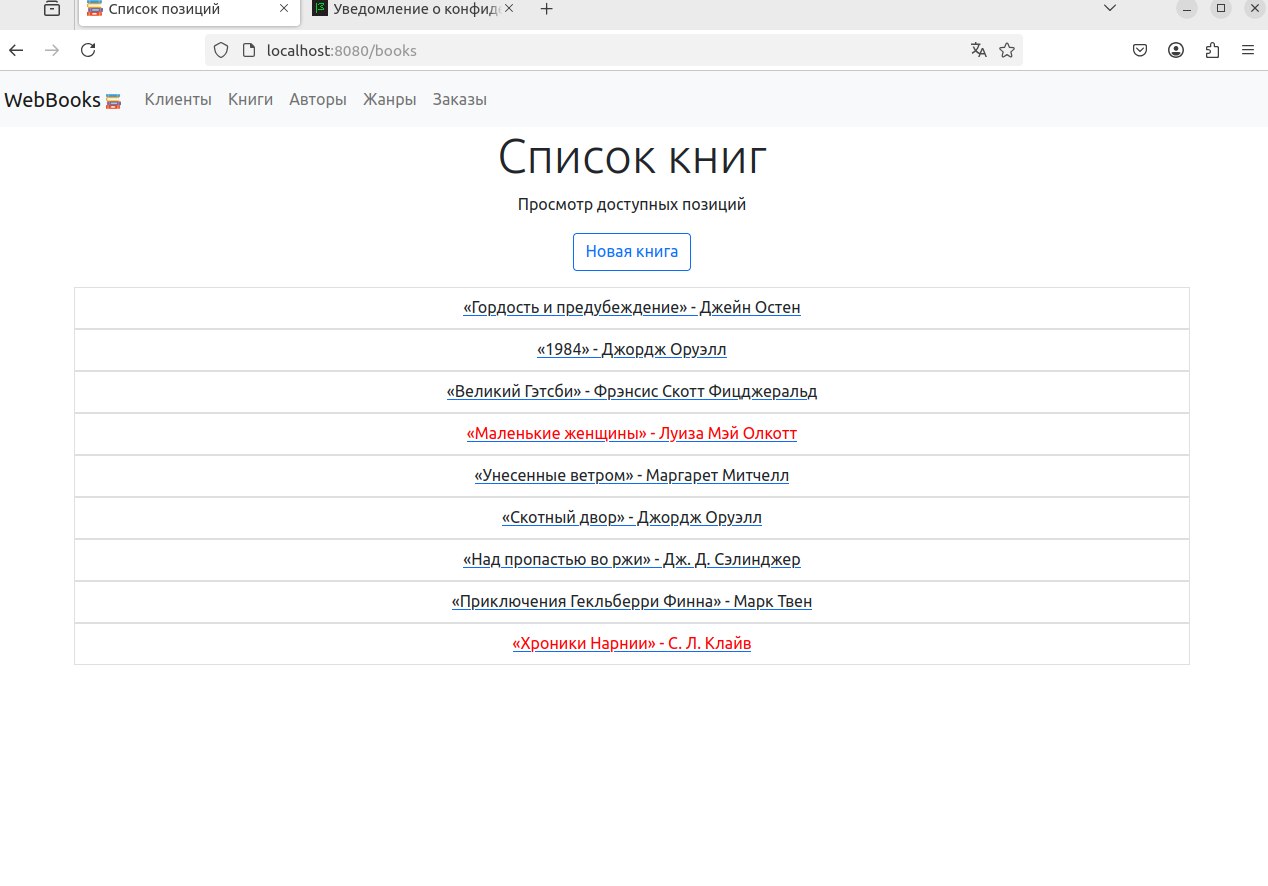 Список позиций
Уведомление о конфид
localhost:8080/books
WebBooks Клиенты Книги Авторы Жанры Заказы
Список книг
Просмотр доступных позиций
Новая книга
«Гордость и предубеждение» - Джейн Остен
«1984» - Джордж Оруэлл
«Великий Гэтсби» - Фрэнсис Скотт Фицджеральд
«Маленькие женщины» - Луиза Мэй Олкотт
«Унесенные ветром» - Маргарет Митчелл
«Скотный двор» - Джордж Оруэлл
«Над пропастью во ржи» - Дж. Д. Сэлинджер
«Приключения Гекльберри Финна» - Марк Твен
«Хроники Нарнии» - С. Л. Клайв